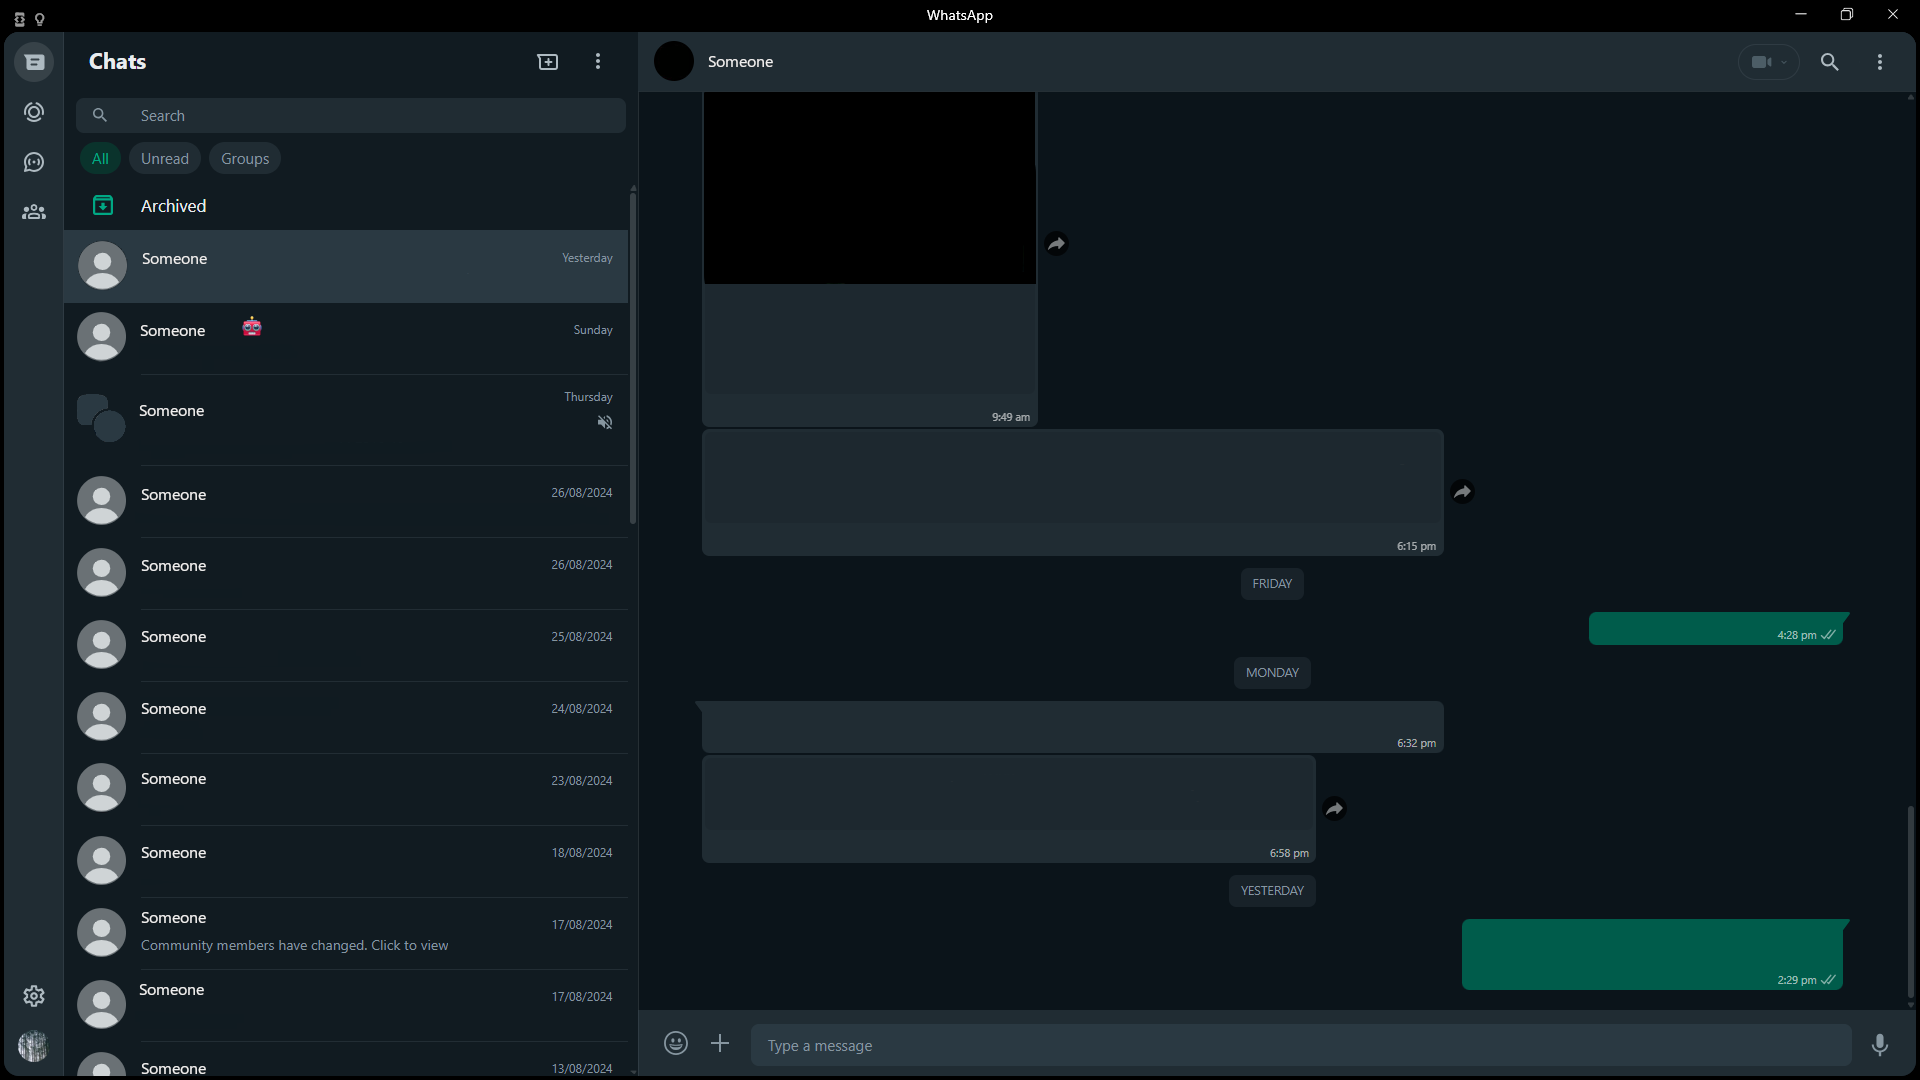 WhatsApp
Chats
Search
All
Unread
Groups
Archived
Someone
Yesterday
Someone
Sunday
Someone
Thursday
Someone
26/08/2024
Someone
26/08/2024
Someone
25/08/2024
Someone
24/08/2024
Someone
23/08/2024
Someone
18/08/2024
Someone
17/08/2024
Community members have changed. Click to view
Someone
17/08/2024
Someone
13/08/2024
Someone
9:49 am
6:15 pm
FRIDAY
4:28 pm
MONDAY
6:32 pm
6:58 pm
YESTERDAY
2:29 pm
Type a message